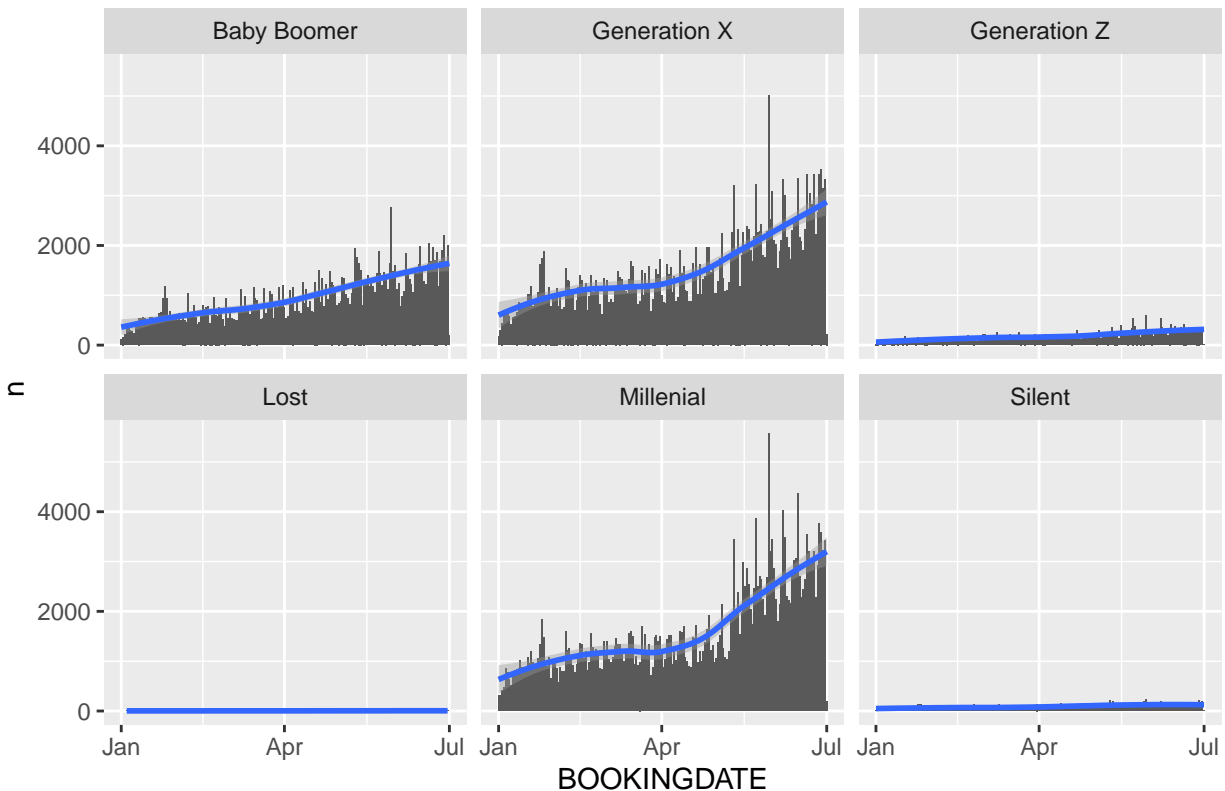 Baby Boomer
Generation X
Generation Z
4000
2000
0
n
Lost
Millenial
Silent
4000
2000
0
Jan
Apr
Jul
Jan
Apr
Jul
Jan
Apr
Jul
BOOKINGDATE